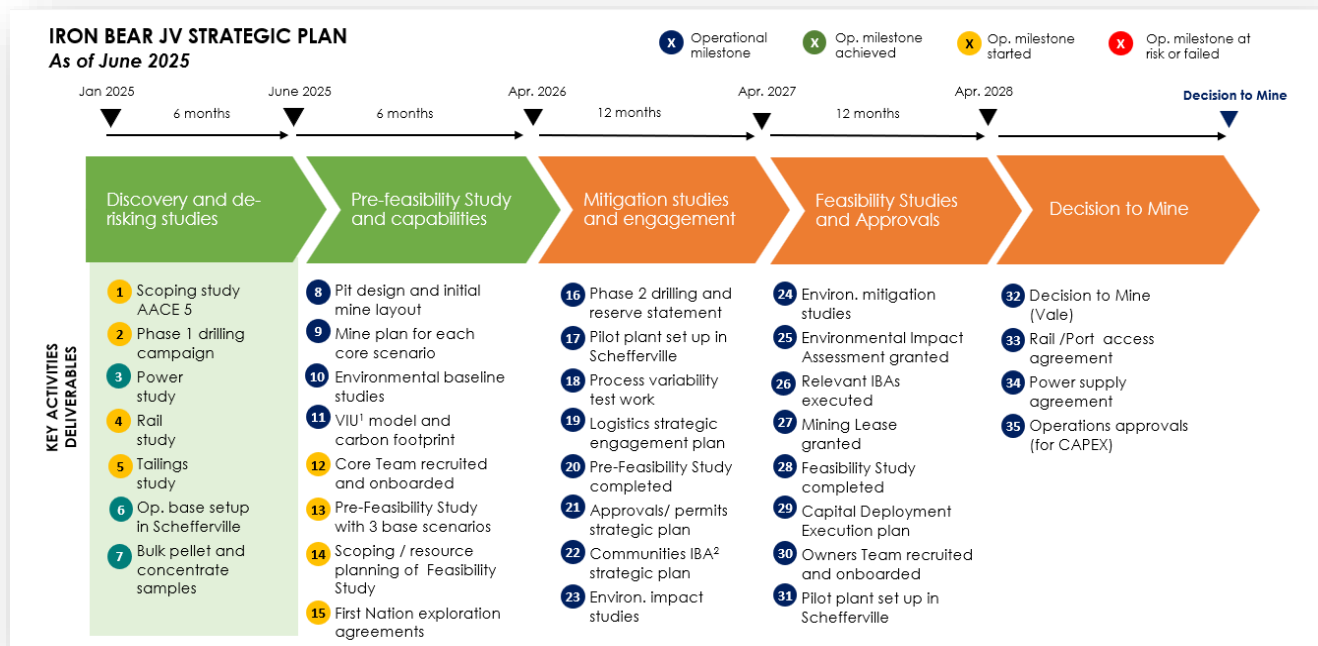 IRON BEAR JV STRATEGIC PLAN
As of June 2025
X Operational
milestone
X Op. milestone
achieved
X Op. milestone
started
X Op. milestone at
risk or failed
Jan 2025
June 2025
Apr. 2026
Apr. 2027
Apr. 2028
Decision to Mine
6 months
6 months
12 months
12 months
Discovery and de-
risking studies
Pre-feasibility Study
and capabilities
Mitigation studies
and engagement
Feasibility Studies
and Approvals
Decision to Mine
KEY ACTIVITIES
DELIVERABLES
1 Scoping study
AACE 5
2 Phase 1 drilling
campaign
3 Power
study
4 Rail
study
5 Tailings
study
6 Op. base setup
in Schefferville
7 Bulk pellet and
concentrate
samples
8 Pit design and initial
mine layout
9 Mine plan for each
core scenario
10 Environmental baseline
studies
11 VIU¹ model and
carbon footprint
12 Core Team recruited
and onboarded
13 Pre-Feasibility Study
with 3 base scenarios
14 Scoping / resource
planning of Feasibility
Study
15 First Nation exploration
agreements
16 Phase 2 drilling and
reserve statement
17 Pilot plant set up in
Schefferville
18 Process variability
test work
19 Logistics strategic
engagement plan
20 Pre-Feasibility Study
completed
21 Approvals/ permits
strategic plan
22 Communities IBA²
strategic plan
23 Environ. impact
studies
24 Environ. mitigation
studies
25 Environmental Impact
Assessment granted
26 Relevant IBAs
executed
27 Mining Lease
granted
28 Feasibility Study
completed
29 Capital Deployment
Execution plan
30 Owners Team recruited
and onboarded
31 Pilot plant set up in
Schefferville
32 Decision to Mine
(Vale)
33 Rail /Port access
agreement
34 Power supply
agreement
35 Operations approvals
(for CAPEX)